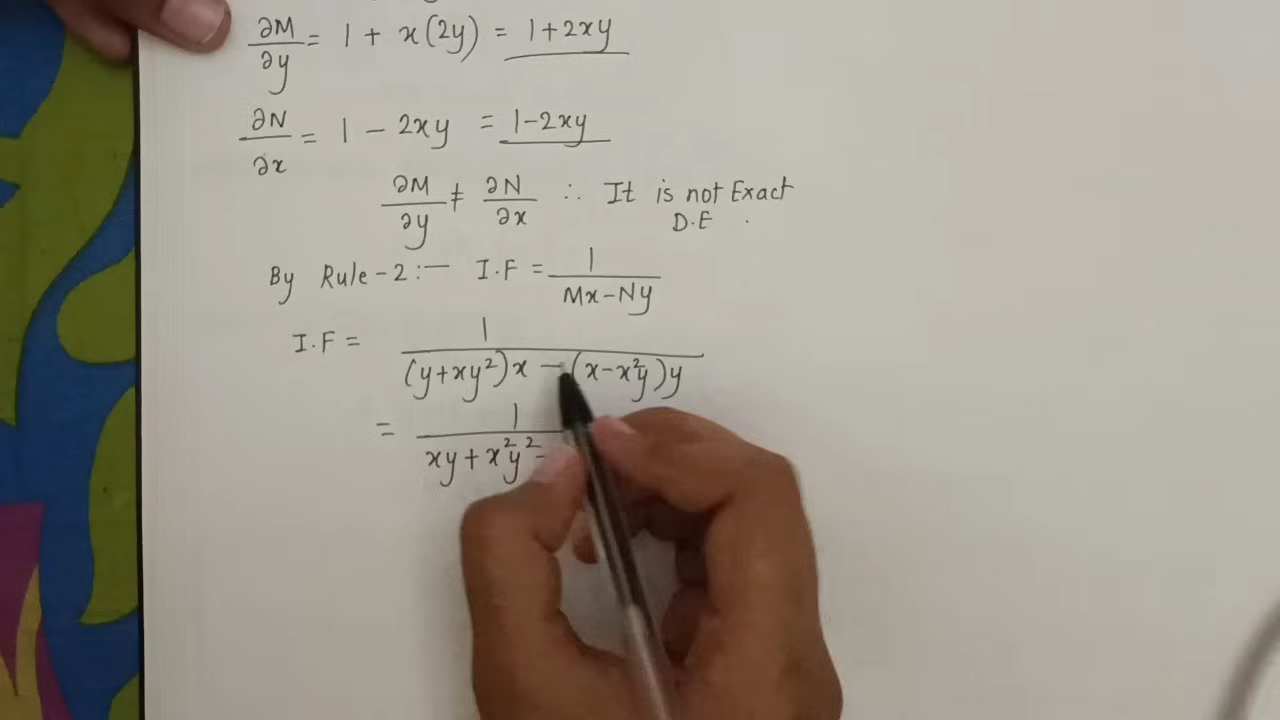 ∂M/∂y = 1 + x(2y) = 1+2xy
∂N/∂x = 1 - 2xy = 1-2xy
∂M/∂y ≠ ∂N/∂x ∴ It is not Exact
D.E .
By Rule-2:- I.F = 1/(Mx-Ny)
I.F = 1/((y+xy²)x - (x-x²y)y)
= 1/(xy+x²y²-